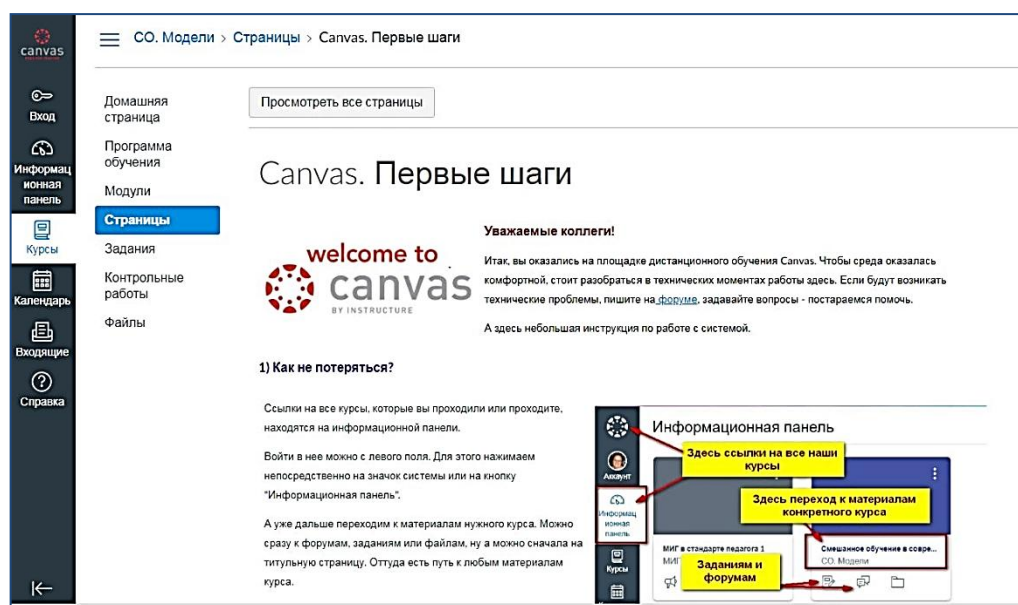 canvas
СО. Модели > Страницы > Canvas. Первые шаги
Вход
Информац
ионная
панель
Курсы
Календарь
Входящие
Справка
Домашняя
страница
Программа
обучения
Модули
Страницы
Задания
Контрольные
работы
Файлы
Просмотреть все страницы
Canvas. Первые шаги
welcome to
canvas
BY INSTRUCTURE
Уважаемые коллеги!
Итак, вы оказались на площадке дистанционного обучения Canvas. Чтобы среда оказалась
комфортной, стоит разобраться в технических моментах работы здесь. Если будут возникать
технические проблемы, пишите на форуме, задавайте вопросы - постараемся помочь.
А здесь небольшая инструкция по работе с системой.
1) Как не потеряться?
Ссылки на все курсы, которые вы проходили или проходите,
находятся на информационной панели.
Войти в нее можно с левого поля. Для этого нажимаем
непосредственно на значок системы или на кнопку
"Информационная панель".
А уже дальше переходим к материалам нужного курса. Можно
сразу к форумам, заданиям или файлам, ну а можно сначала на
титульную страницу. Оттуда есть путь к любым материалам
курса.
Аккаунт
Информац
ионная
панель
Курсы
Информационная панель
Здесь ссылки на все наши
курсы
Здесь переход к материалам
конкретного курса
МИГ в стандарте педагога 1
МИГ
Заданиям и
форумам
Смешанное обучение в совре...
СО. Модели